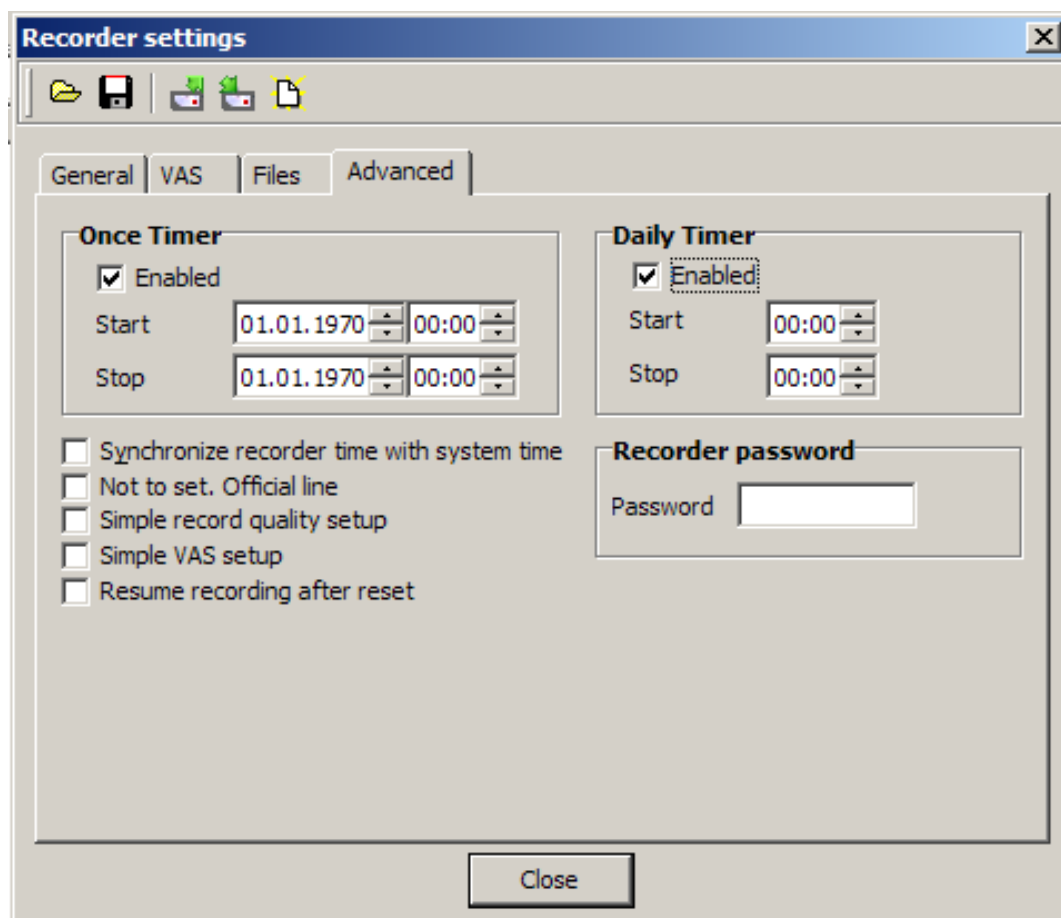 Recorder settings
General VAS Files Advanced
Once Timer
Enabled
Start 01.01.1970 00:00
Stop 01.01.1970 00:00
Daily Timer
Enabled
Start 00:00
Stop 00:00
Synchronize recorder time with system time
Not to set. Official line
Simple record quality setup
Simple VAS setup
Resume recording after reset
Recorder password
Password
Close